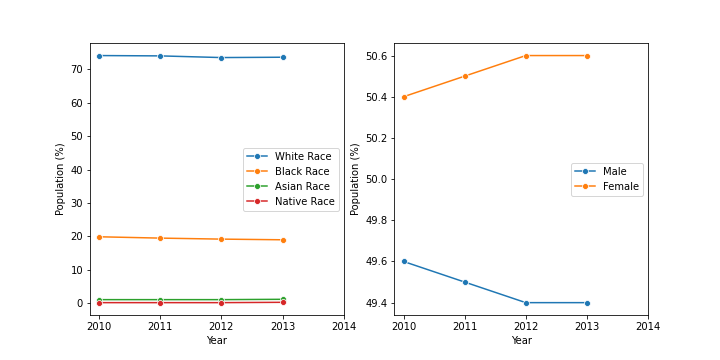 Population (%)
70
60
50
40
30
20
10
0
2010 2011 2012 2013 2014
Year
White Race
Black Race
Asian Race
Native Race
Population (%)
50.6
50.4
50.2
50.0
49.8
49.6
49.4
2010 2011 2012 2013 2014
Year
Male
Female